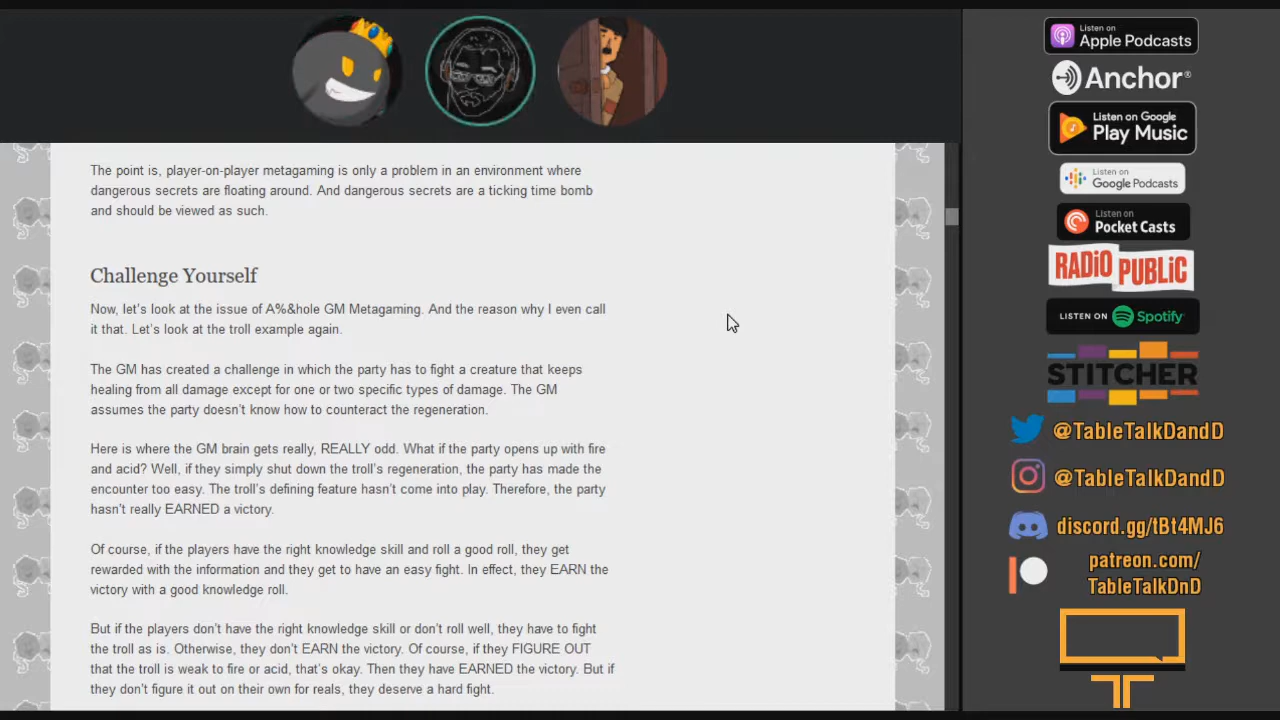 The point is, player-on-player metagaming is only a problem in an environment where
dangerous secrets are floating around. And dangerous secrets are a ticking time bomb
and should be viewed as such.
Challenge Yourself
Now, let's look at the issue of A%&hole GM Metagaming. And the reason why I even call
it that. Let's look at the troll example again.
The GM has created a challenge in which the party has to fight a creature that keeps
healing from all damage except for one or two specific types of damage. The GM
assumes the party doesn't know how to counteract the regeneration.
Here is where the GM brain gets really, REALLY odd. What if the party opens up with fire
and acid? Well, if they simply shut down the troll's regeneration, the party has made the
encounter too easy. The troll's defining feature hasn't come into play. Therefore, the party
hasn't really EARNED a victory.
Of course, if the players have the right knowledge skill and roll a good roll, they get
rewarded with the information and they get to have an easy fight. In effect, they EARN the
victory with a good knowledge roll.
But if the players don't have the right knowledge skill or don't roll well, they have to fight
the troll as is. Otherwise, they don't EARN the victory. Of course, if they FIGURE OUT
that the troll is weak to fire or acid, that's okay. Then they have EARNED the victory. But if
they don't figure it out on their own for reals, they deserve a hard fight.
Listen on
Apple Podcasts
Anchor®
Listen on Google
Play Music
Listen on
Google Podcasts
Listen on
Pocket Casts
RADiO PUBLiC
LISTEN ON Spotify
STITCHER
@TableTalkDandD
@TableTalkDandD
discord.gg/tBt4MJ6
patreon.com/
TableTalkDnD